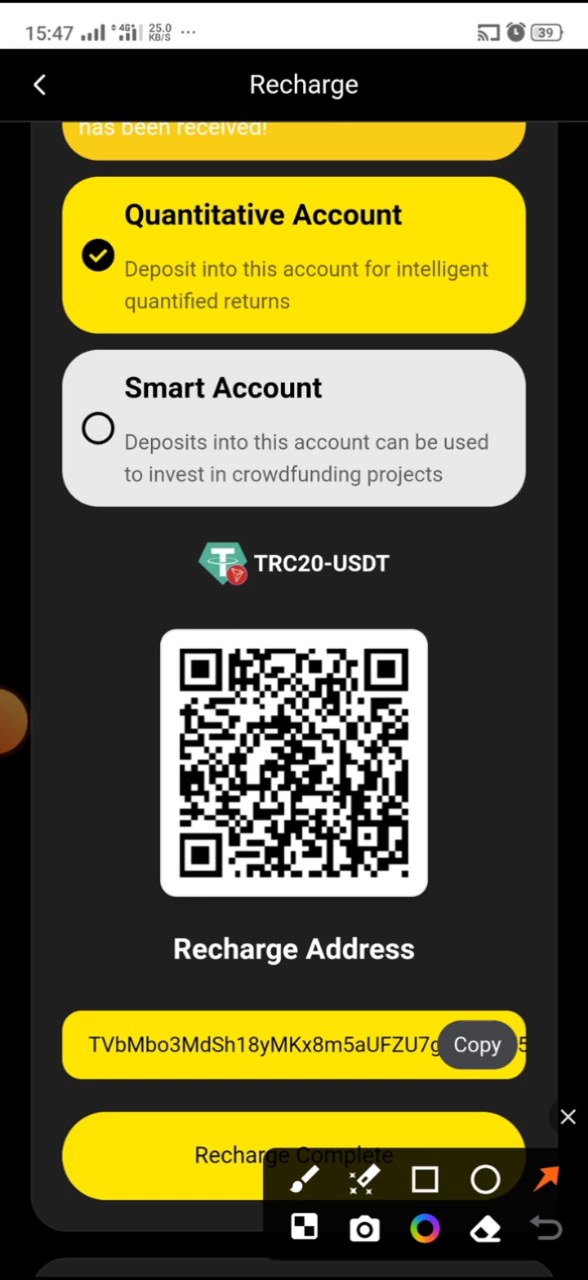 15:47 4G+ 25.0 KB/S ... 39
Recharge
has been received!
Quantitative Account
Deposit into this account for intelligent
quantified returns
Smart Account
Deposits into this account can be used
to invest in crowdfunding projects
TRC20-USDT
Recharge Address
TVbMbo3MdSh18yMKx8m5aUFZU7g
Copy
5
Recharge Complete